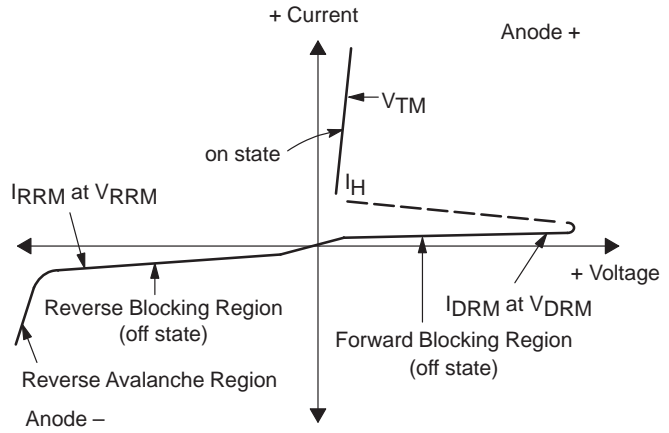 + Current
Anode +
VTM
on state
IH
IRRM at VRRM
+ Voltage
IDRM at VDRM
Reverse Blocking Region
(off state)
Forward Blocking Region
(off state)
Reverse Avalanche Region
Anode –